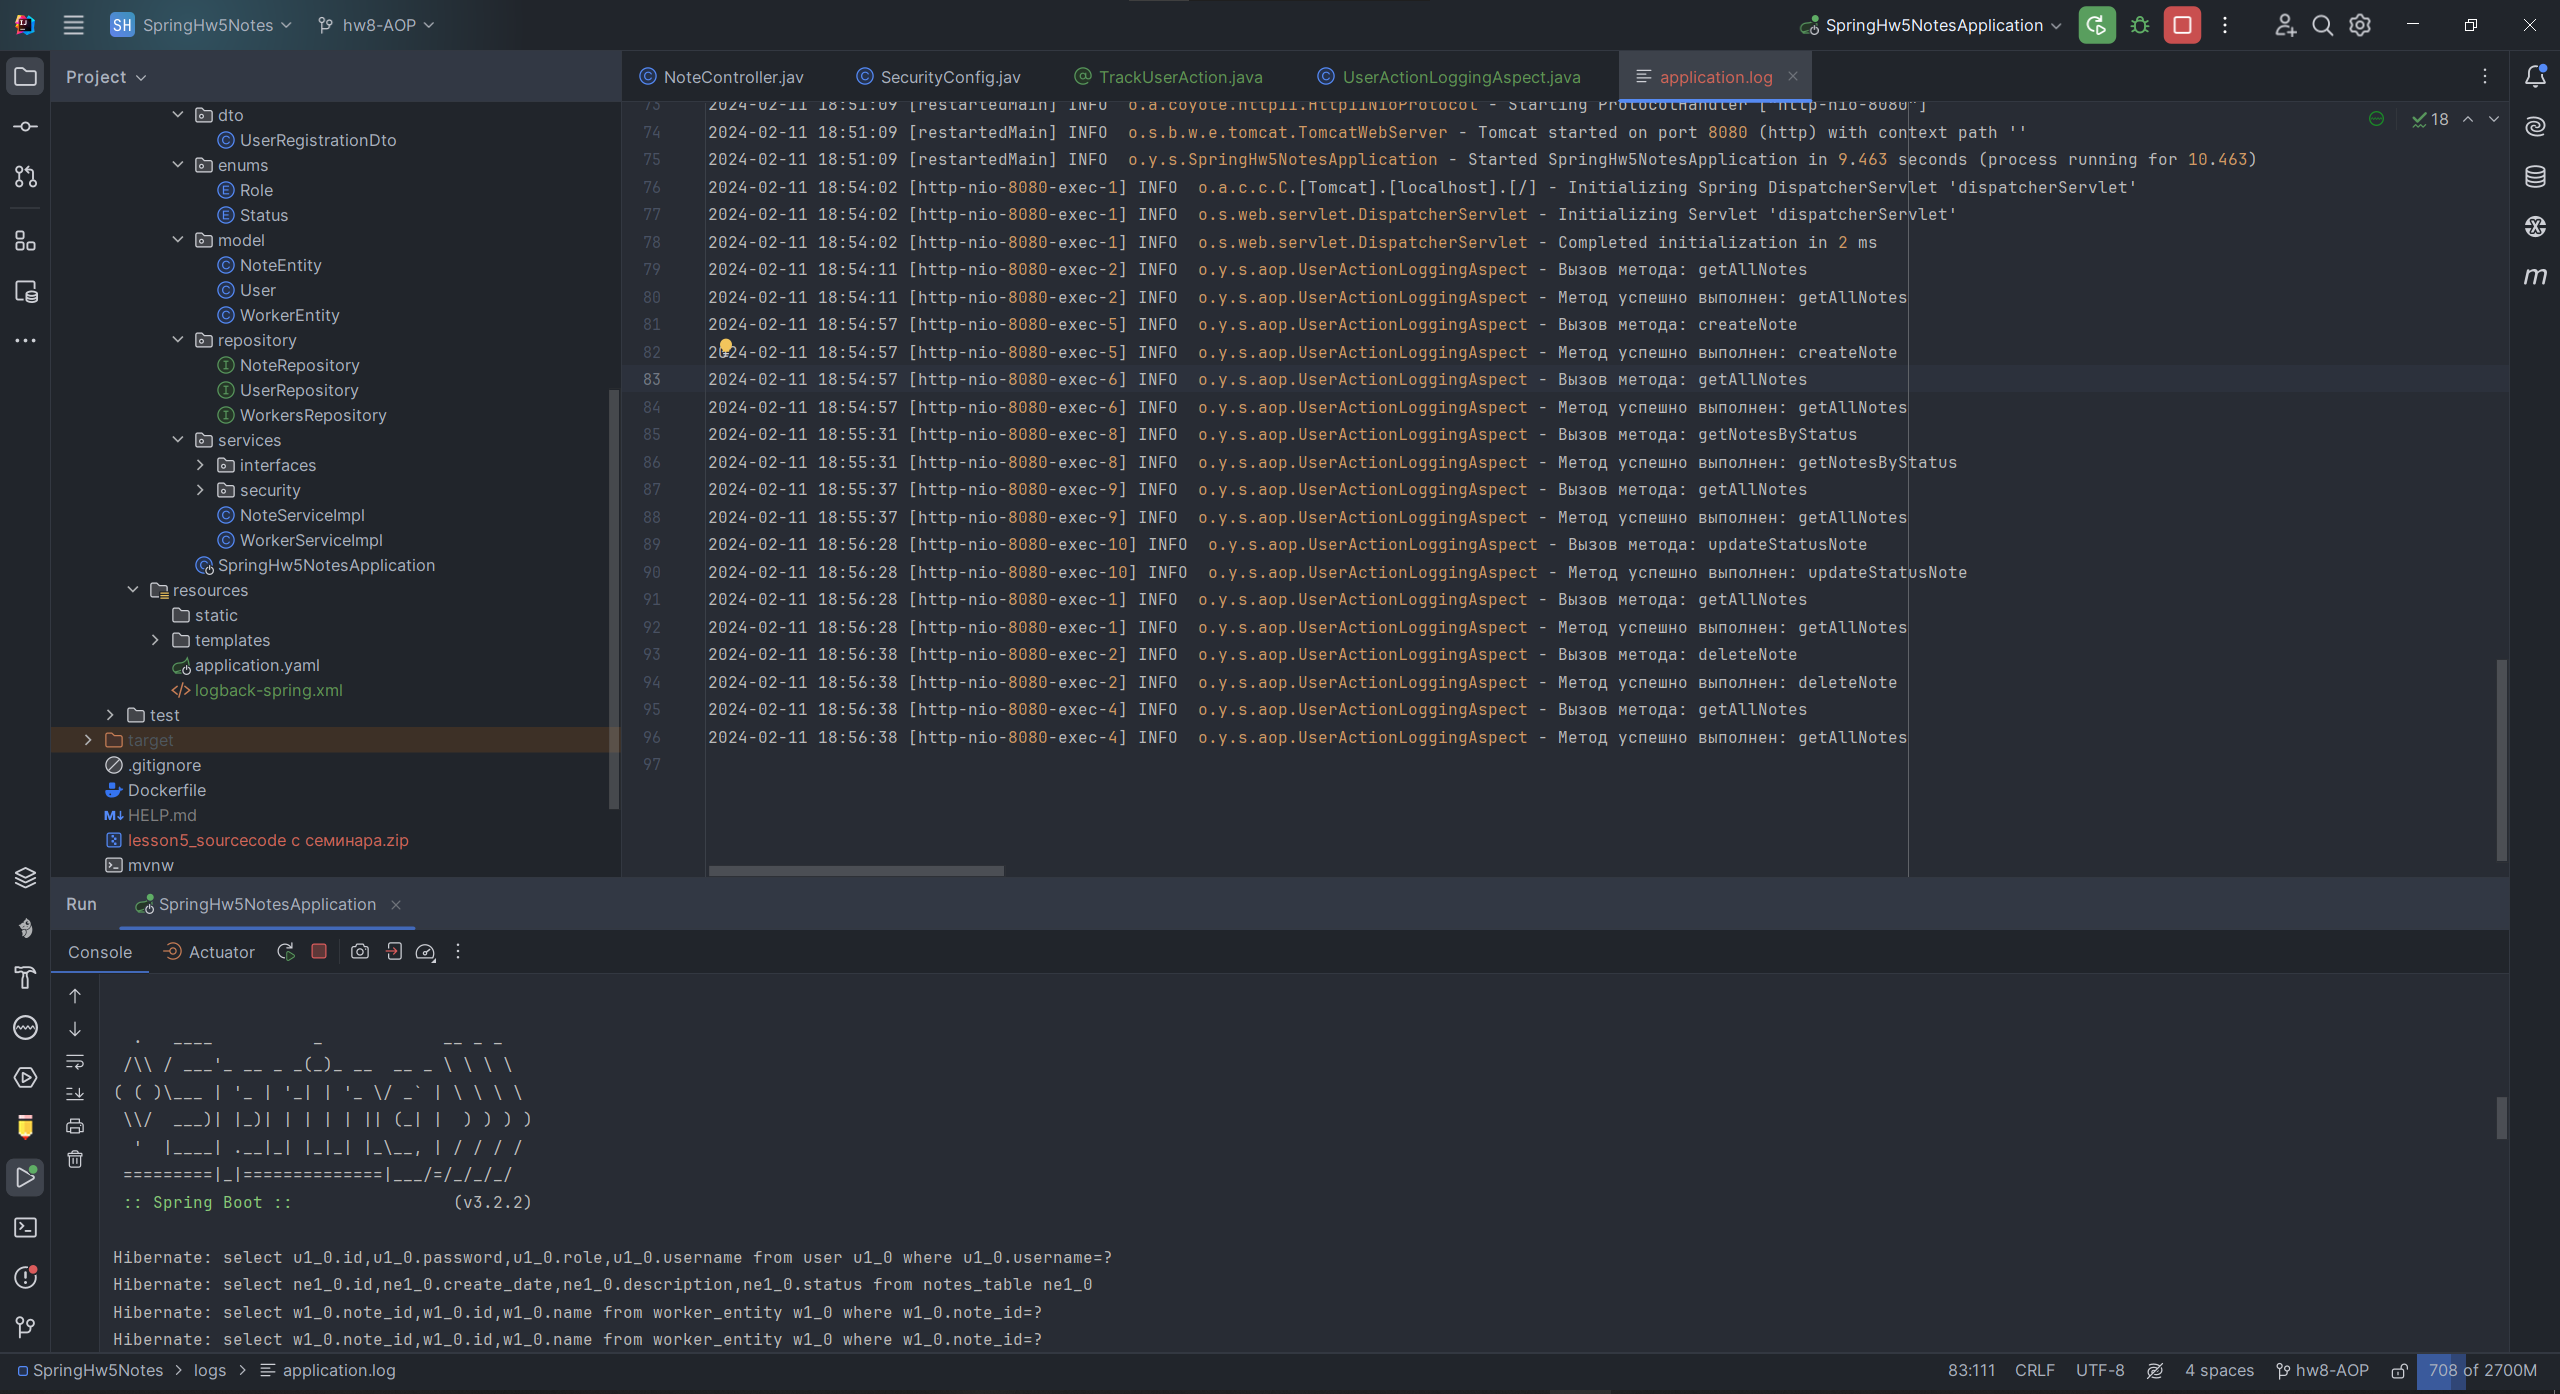 SH SpringHw5Notes hw8-AOP SpringHw5NotesApplication
Project
dto
UserRegistrationDto
enums
Role
Status
model
NoteEntity
User
WorkerEntity
repository
NoteRepository
UserRepository
WorkersRepository
services
interfaces
security
NoteServiceImpl
WorkerServiceImpl
SpringHw5NotesApplication
resources
static
templates
application.yaml
logback-spring.xml
test
target
.gitignore
Dockerfile
HELP.md
lesson5_sourcecode с семинара.zip
mvnw
NoteController.jav SecurityConfig.jav TrackUserAction.java UserActionLoggingAspect.java application.log
18
73 2024-02-11 18:51:09 [restartedMain] INFO  o.a.coyote.http11.Http11NioProtocol - Starting ProtocolHandler ["http-nio-8080"]
74 2024-02-11 18:51:09 [restartedMain] INFO  o.s.b.w.e.tomcat.TomcatWebServer - Tomcat started on port 8080 (http) with context path ''
75 2024-02-11 18:51:09 [restartedMain] INFO  o.y.s.SpringHw5NotesApplication - Started SpringHw5NotesApplication in 9.463 seconds (process running for 10.463)
76 2024-02-11 18:54:02 [http-nio-8080-exec-1] INFO  o.a.c.c.C.[Tomcat].[localhost].[/] - Initializing Spring DispatcherServlet 'dispatcherServlet'
77 2024-02-11 18:54:02 [http-nio-8080-exec-1] INFO  o.s.web.servlet.DispatcherServlet - Initializing Servlet 'dispatcherServlet'
78 2024-02-11 18:54:02 [http-nio-8080-exec-1] INFO  o.s.web.servlet.DispatcherServlet - Completed initialization in 2 ms
79 2024-02-11 18:54:11 [http-nio-8080-exec-2] INFO  o.y.s.aop.UserActionLoggingAspect - Вызов метода: getAllNotes
80 2024-02-11 18:54:11 [http-nio-8080-exec-2] INFO  o.y.s.aop.UserActionLoggingAspect - Метод успешно выполнен: getAllNotes
81 2024-02-11 18:54:57 [http-nio-8080-exec-5] INFO  o.y.s.aop.UserActionLoggingAspect - Вызов метода: createNote
82 2024-02-11 18:54:57 [http-nio-8080-exec-5] INFO  o.y.s.aop.UserActionLoggingAspect - Метод успешно выполнен: createNote
83 2024-02-11 18:54:57 [http-nio-8080-exec-6] INFO  o.y.s.aop.UserActionLoggingAspect - Вызов метода: getAllNotes
84 2024-02-11 18:54:57 [http-nio-8080-exec-6] INFO  o.y.s.aop.UserActionLoggingAspect - Метод успешно выполнен: getAllNotes
85 2024-02-11 18:55:31 [http-nio-8080-exec-8] INFO  o.y.s.aop.UserActionLoggingAspect - Вызов метода: getNotesByStatus
86 2024-02-11 18:55:31 [http-nio-8080-exec-8] INFO  o.y.s.aop.UserActionLoggingAspect - Метод успешно выполнен: getNotesByStatus
87 2024-02-11 18:55:37 [http-nio-8080-exec-9] INFO  o.y.s.aop.UserActionLoggingAspect - Вызов метода: getAllNotes
88 2024-02-11 18:55:37 [http-nio-8080-exec-9] INFO  o.y.s.aop.UserActionLoggingAspect - Метод успешно выполнен: getAllNotes
89 2024-02-11 18:56:28 [http-nio-8080-exec-10] INFO  o.y.s.aop.UserActionLoggingAspect - Вызов метода: updateStatusNote
90 2024-02-11 18:56:28 [http-nio-8080-exec-10] INFO  o.y.s.aop.UserActionLoggingAspect - Метод успешно выполнен: updateStatusNote
91 2024-02-11 18:56:28 [http-nio-8080-exec-1] INFO  o.y.s.aop.UserActionLoggingAspect - Вызов метода: getAllNotes
92 2024-02-11 18:56:28 [http-nio-8080-exec-1] INFO  o.y.s.aop.UserActionLoggingAspect - Метод успешно выполнен: getAllNotes
93 2024-02-11 18:56:38 [http-nio-8080-exec-2] INFO  o.y.s.aop.UserActionLoggingAspect - Вызов метода: deleteNote
94 2024-02-11 18:56:38 [http-nio-8080-exec-2] INFO  o.y.s.aop.UserActionLoggingAspect - Метод успешно выполнен: deleteNote
95 2024-02-11 18:56:38 [http-nio-8080-exec-4] INFO  o.y.s.aop.UserActionLoggingAspect - Вызов метода: getAllNotes
96 2024-02-11 18:56:38 [http-nio-8080-exec-4] INFO  o.y.s.aop.UserActionLoggingAspect - Метод успешно выполнен: getAllNotes
97
Run SpringHw5NotesApplication
Console Actuator
  .   ____          _            __ _ _
 /\\ / ___'_ __ _ _(_)_ __  __ _ \ \ \ \
( ( )\___ | '_ | '_| | '_ \/ _` | \ \ \ \
 \\/  ___)| |_)| | | | | || (_| |  ) ) ) )
  '  |____| .__|_| |_|_| |_\__, | / / / /
 =========|_|==============|___/=/_/_/_/
 :: Spring Boot ::                (v3.2.2)
Hibernate: select u1_0.id,u1_0.password,u1_0.role,u1_0.username from user u1_0 where u1_0.username=?
Hibernate: select ne1_0.id,ne1_0.create_date,ne1_0.description,ne1_0.status from notes_table ne1_0
Hibernate: select w1_0.note_id,w1_0.id,w1_0.name from worker_entity w1_0 where w1_0.note_id=?
Hibernate: select w1_0.note_id,w1_0.id,w1_0.name from worker_entity w1_0 where w1_0.note_id=?
SpringHw5Notes > logs > application.log 83:111 CRLF UTF-8 4 spaces hw8-AOP 708 of 2700M